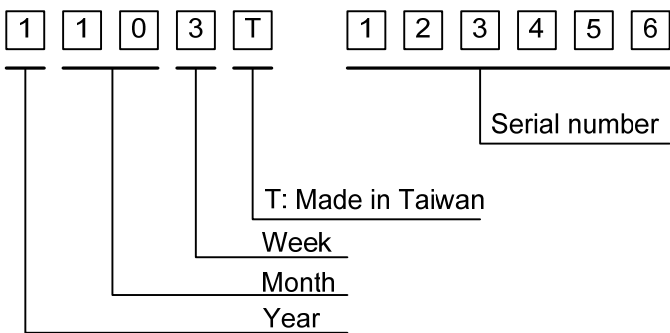 1 1 0 3 T 1 2 3 4 5 6
Serial number
T: Made in Taiwan
Week
Month
Year